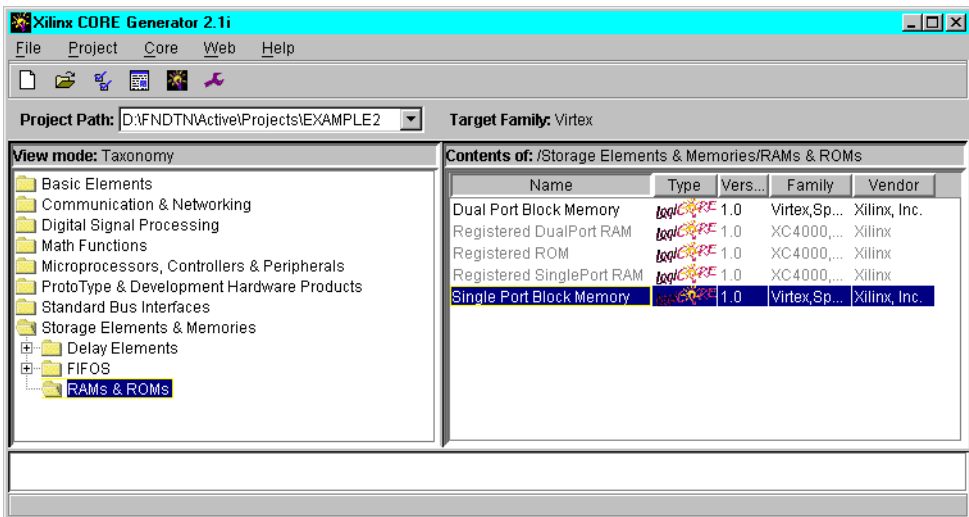 Xilinx CORE Generator 2.1i
File Project Core Web Help
Project Path: D:\FNDTN\Active\Projects\EXAMPLE2 Target Family: Virtex
View mode: Taxonomy
Contents of: /Storage Elements & Memories/RAMs & ROMs
Basic Elements
Communication & Networking
Digital Signal Processing
Math Functions
Microprocessors, Controllers & Peripherals
ProtoType & Development Hardware Products
Standard Bus Interfaces
Storage Elements & Memories
Delay Elements
FIFOS
RAMs & ROMs
Name Type Vers... Family Vendor
Dual Port Block Memory logiCORE 1.0 Virtex,Sp... Xilinx, Inc.
Registered DualPort RAM logiCORE 1.0 XC4000,... Xilinx
Registered ROM logiCORE 1.0 XC4000,... Xilinx
Registered SinglePort RAM logiCORE 1.0 XC4000,... Xilinx
Single Port Block Memory logiCORE 1.0 Virtex,Sp... Xilinx, Inc.